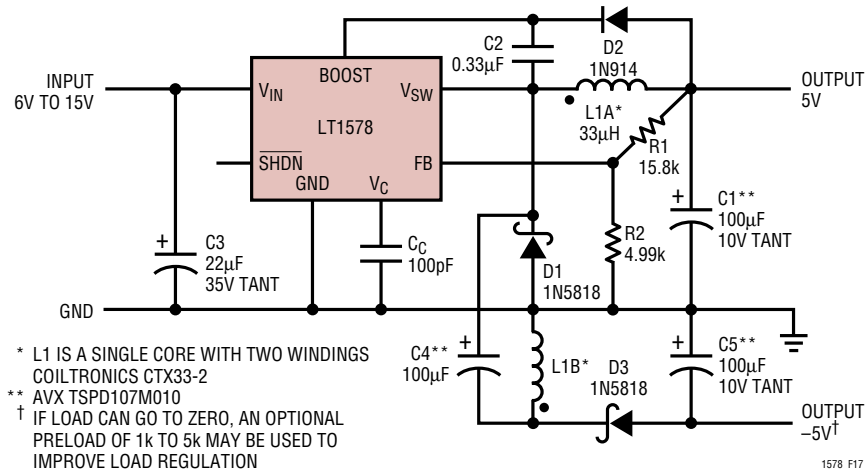 INPUT
6V TO 15V
BOOST
VIN
VSW
LT1578
SHDN
FB
GND
VC
C2
0.33µF
D2
1N914
L1A*
33µH
OUTPUT
5V
R1
15.8k
C3
22µF
35V TANT
CC
100pF
D1
1N5818
R2
4.99k
+
C1**
100µF
10V TANT
+
GND
C4**
100µF
+
L1B*
D3
1N5818
C5**
100µF
10V TANT
+
OUTPUT
–5V†
* L1 IS A SINGLE CORE WITH TWO WINDINGS
COILTRONICS CTX33-2
** AVX TSPD107M010
† IF LOAD CAN GO TO ZERO, AN OPTIONAL
PRELOAD OF 1k TO 5k MAY BE USED TO
IMPROVE LOAD REGULATION
1578 F17